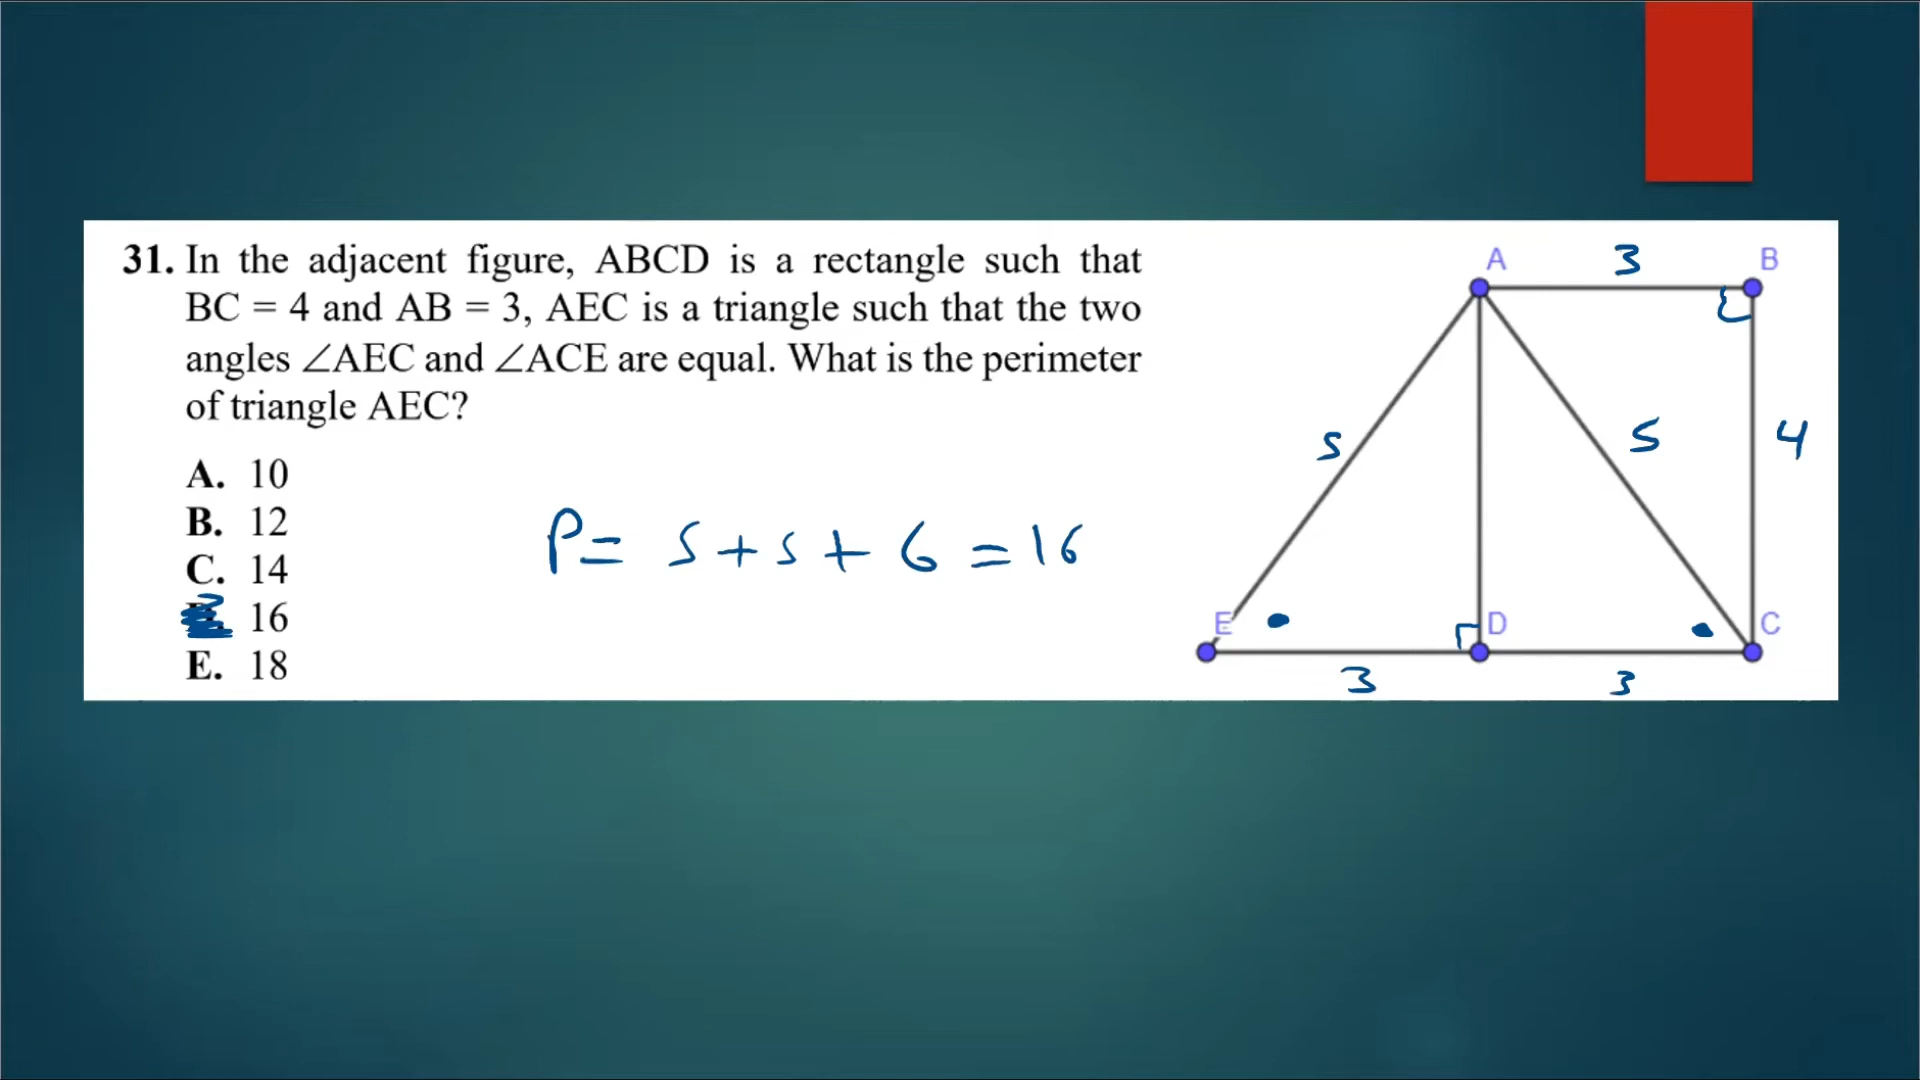 31. In the adjacent figure, ABCD is a rectangle such that
BC = 4 and AB = 3, AEC is a triangle such that the two
angles ∠AEC and ∠ACE are equal. What is the perimeter
of triangle AEC?
A. 10
B. 12
C. 14
16
E. 18
P= 5+5+6 =16
A 3 B
5 5 4
E D C
3 3